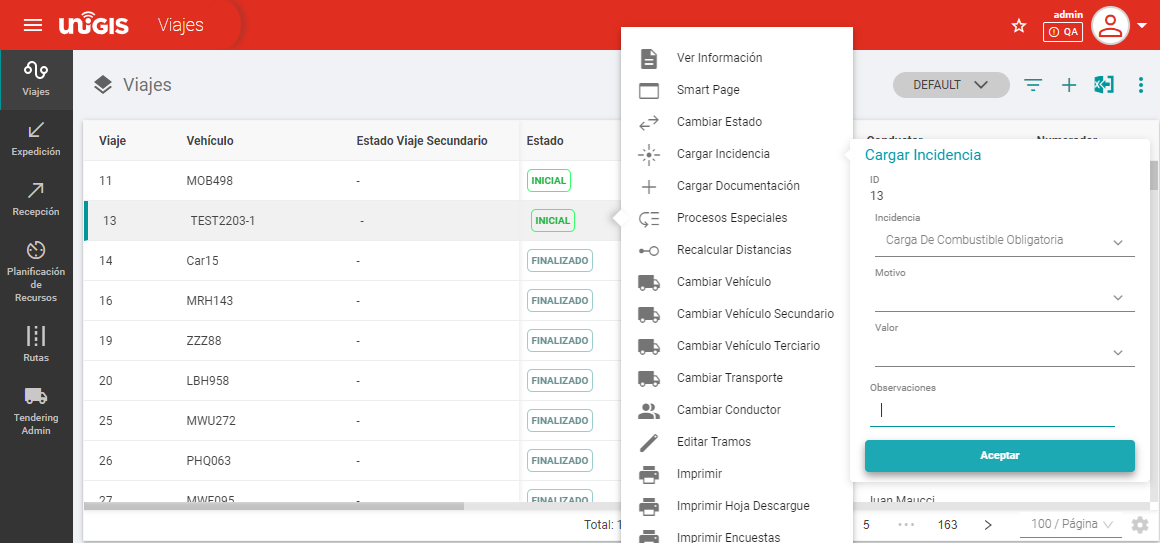 UNIGIS
Viajes
admin
QA
Viajes
Expedición
Recepción
Planificación
de
Recursos
Rutas
Tendering
Admin
Viajes
DEFAULT
Viaje Vehículo Estado Viaje Secundario Estado Conductor Numerador
11 MOB498 - INICIAL
13 TEST2203-1 - INICIAL
14 Car15 - FINALIZADO
16 MRH143 - FINALIZADO
19 ZZZ88 - FINALIZADO
20 LBH958 - FINALIZADO
25 MWU272 - FINALIZADO
26 PHQ063 - FINALIZADO
27 MWE095 - FINALIZADO Juan Maucci
Total: 1
5 ••• 163 > 100 / Página
Ver Información
Smart Page
Cambiar Estado
Cargar Incidencia
Cargar Documentación
Procesos Especiales
Recalcular Distancias
Cambiar Vehículo
Cambiar Vehículo Secundario
Cambiar Vehículo Terciario
Cambiar Transporte
Cambiar Conductor
Editar Tramos
Imprimir
Imprimir Hoja Descargue
Imprimir Encuestas
Cargar Incidencia
ID
13
Incidencia
Carga De Combustible Obligatoria
Motivo
Valor
Observaciones
Aceptar